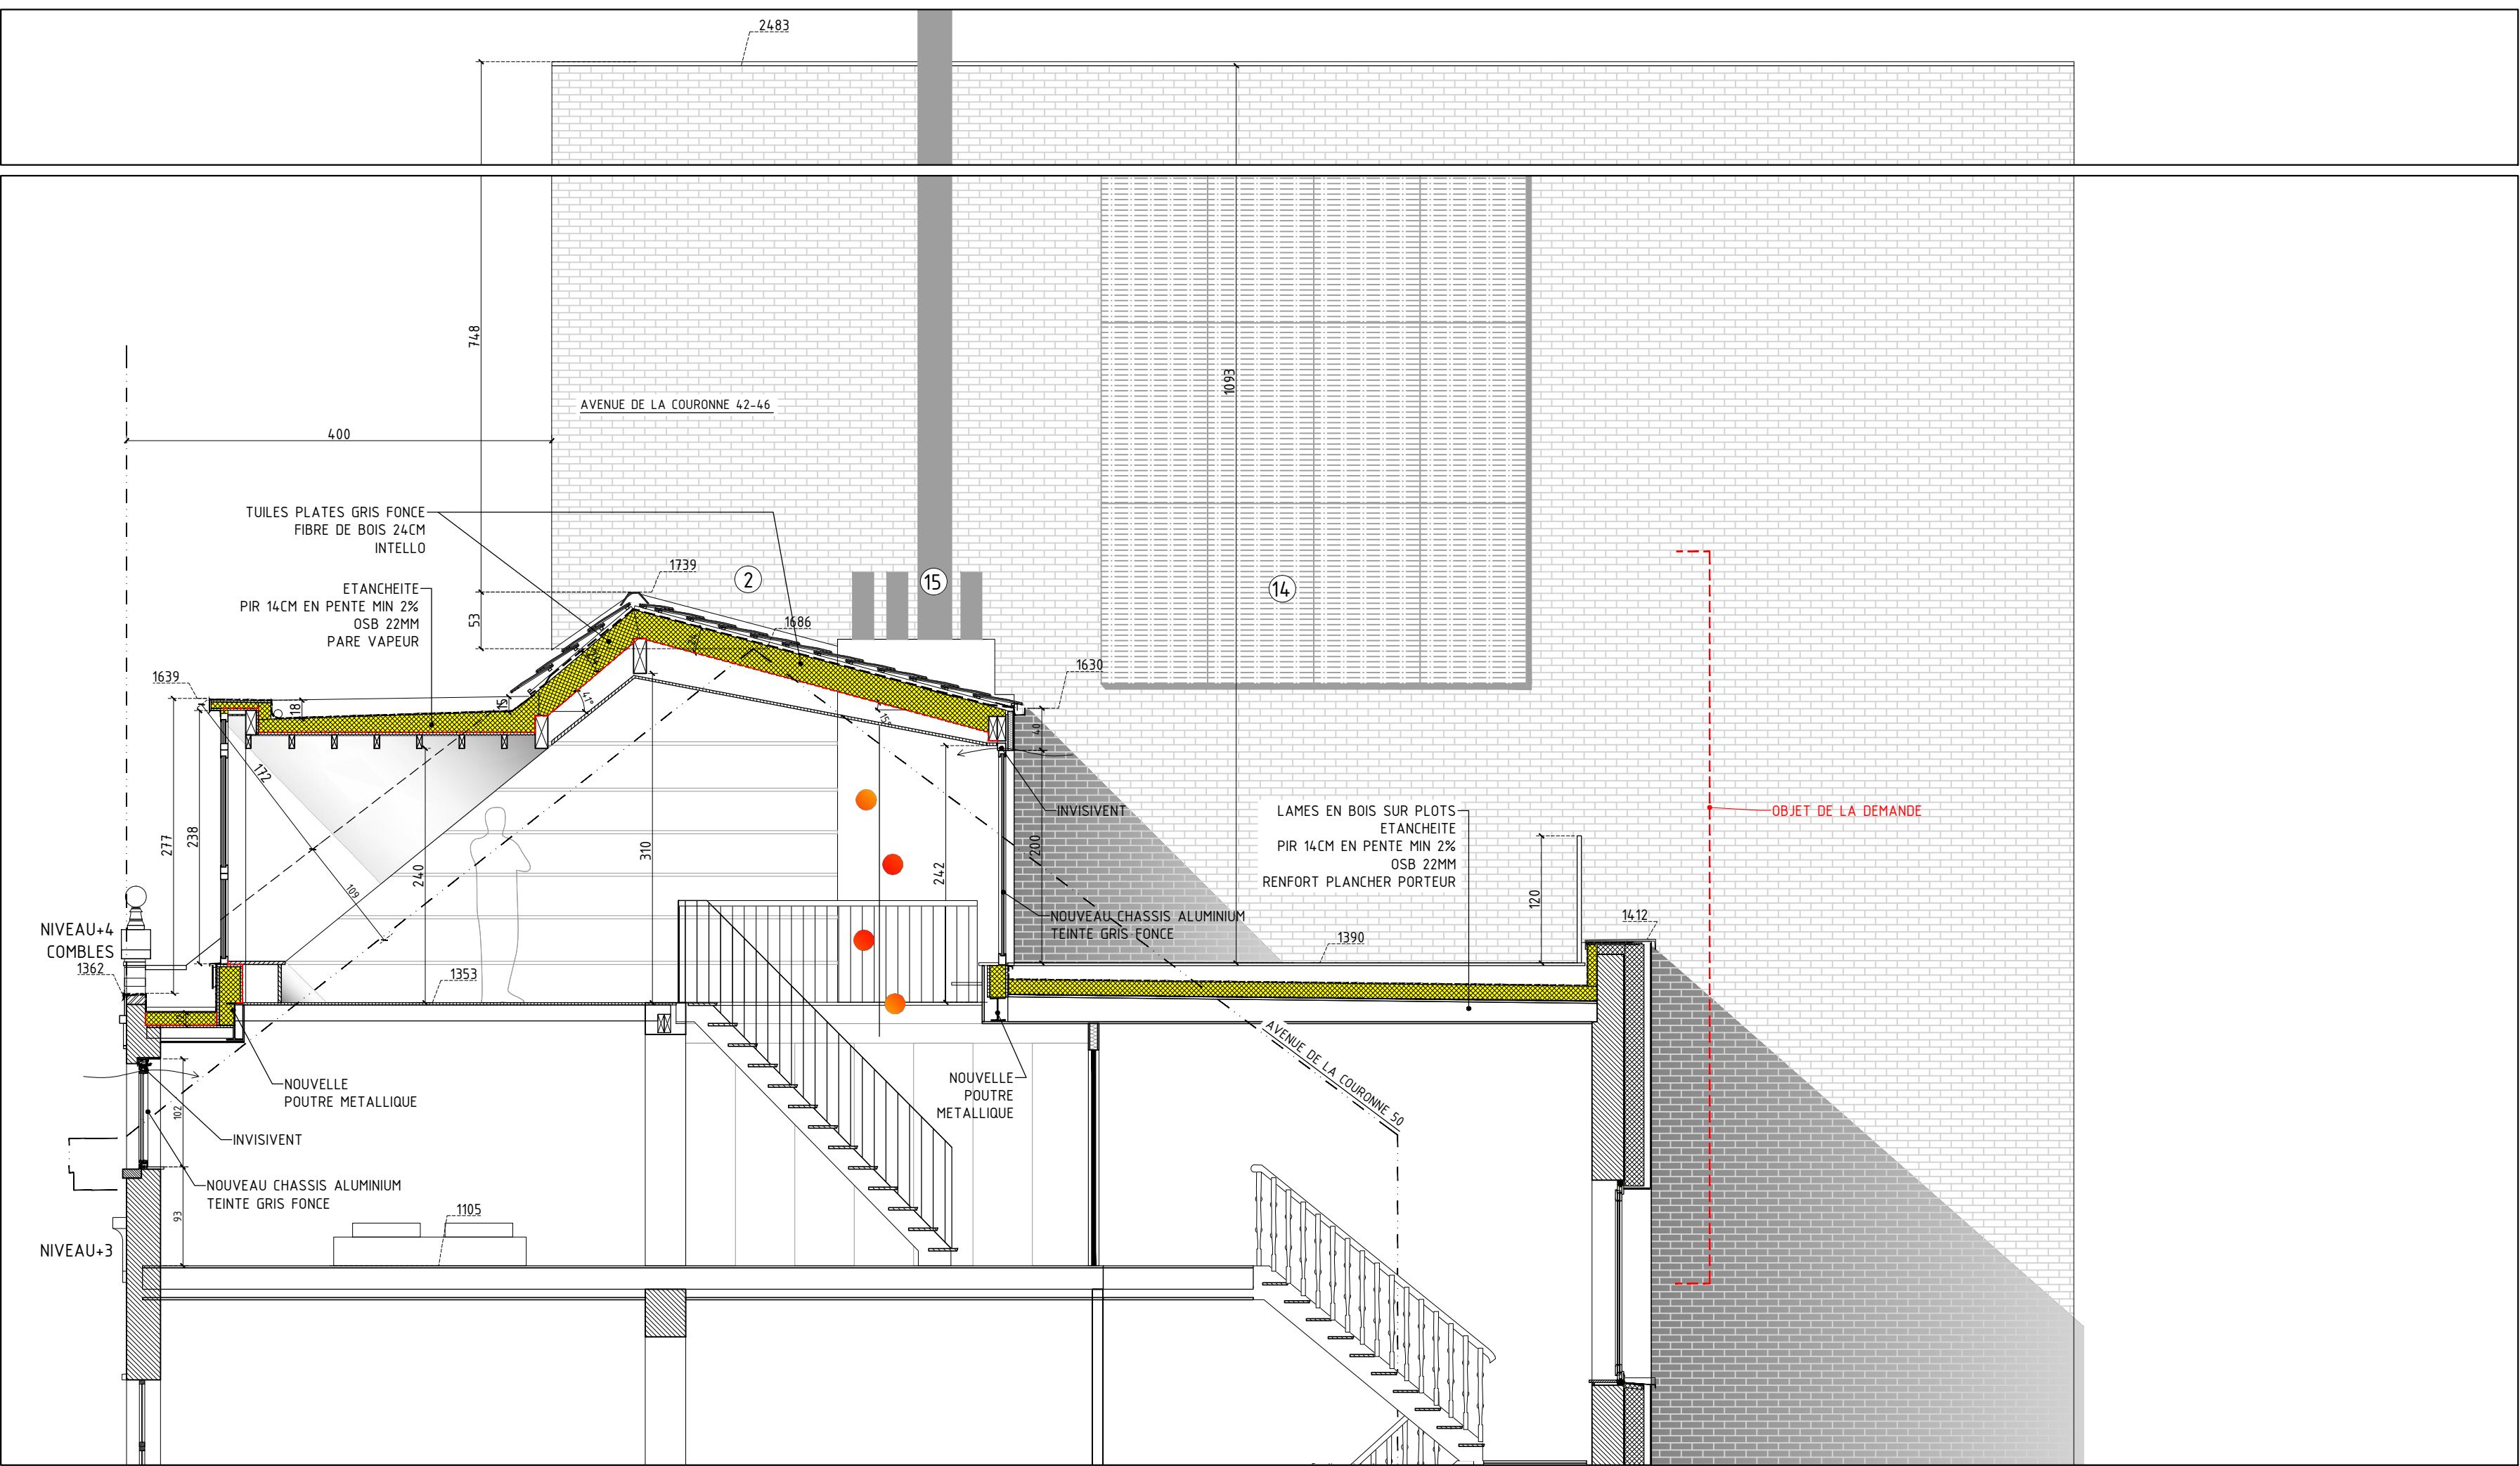 2483
748
1093
AVENUE DE LA COURONNE 42-46
400
TUILES PLATES GRIS FONCE
FIBRE DE BOIS 24CM
INTELLO
ETANCHEITE
PIR 14CM EN PENTE MIN 2%
OSB 22MM
PARE VAPEUR
1739
2
15
14
53
1686
1639
1630
18
15
41°
15°
40
172
109
277
238
240
310
242
200
INVISIVENT
LAMES EN BOIS SUR PLOTS
ETANCHEITE
PIR 14CM EN PENTE MIN 2%
OSB 22MM
RENFORT PLANCHER PORTEUR
OBJET DE LA DEMANDE
120
NOUVEAU CHASSIS ALUMINIUM
TEINTE GRIS FONCE
1412
1390
NIVEAU+4
COMBLES
1362
1353
AVENUE DE LA COURONNE 50
NOUVELLE
POUTRE METALLIQUE
NOUVELLE
POUTRE
METALLIQUE
102
INVISIVENT
NOUVEAU CHASSIS ALUMINIUM
TEINTE GRIS FONCE
93
1105
NIVEAU+3